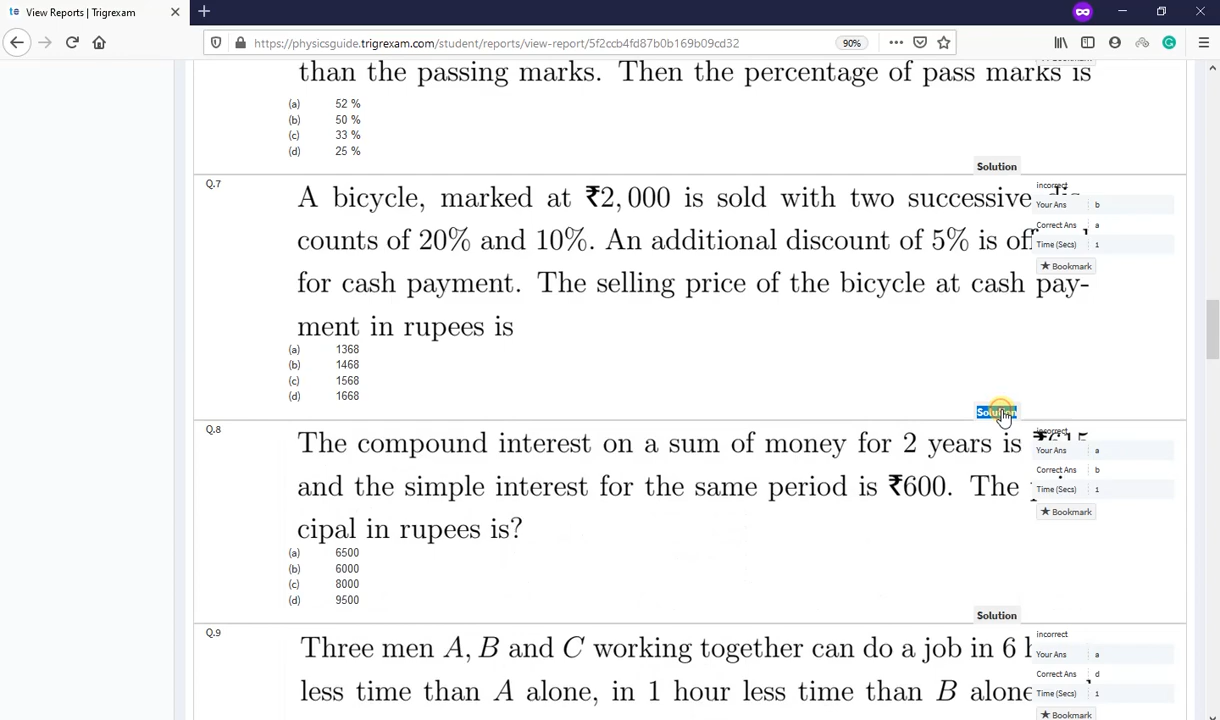 te View Reports | Trigrexam
https://physicsguide.trigrexam.com/student/reports/view-report/5f2ccb4fd87b0b169b09cd32
90%
than the passing marks. Then the percentage of pass marks is
(a) 52 %
(b) 50 %
(c) 33 %
(d) 25 %
Solution
Q.7
A bicycle, marked at ₹2,000 is sold with two successive
incorrect
Your Ans b
counts of 20% and 10%. An additional discount of 5% is
Correct Ans a
Time (Secs) 1
Bookmark
for cash payment. The selling price of the bicycle at cash pay-
ment in rupees is
(a) 1368
(b) 1468
(c) 1568
(d) 1668
Solution
Q.8
The compound interest on a sum of money for 2 years is ₹615
incorrect
Your Ans a
Correct Ans b
and the simple interest for the same period is ₹600. The
Time (Secs) 1
Bookmark
cipal in rupees is?
(a) 6500
(b) 6000
(c) 8000
(d) 9500
Solution
Q.9
incorrect
Three men A, B and C working together can do a job in 6
Your Ans a
Correct Ans d
less time than A alone, in 1 hour less time than B alone
Time (Secs) 1
Bookmark